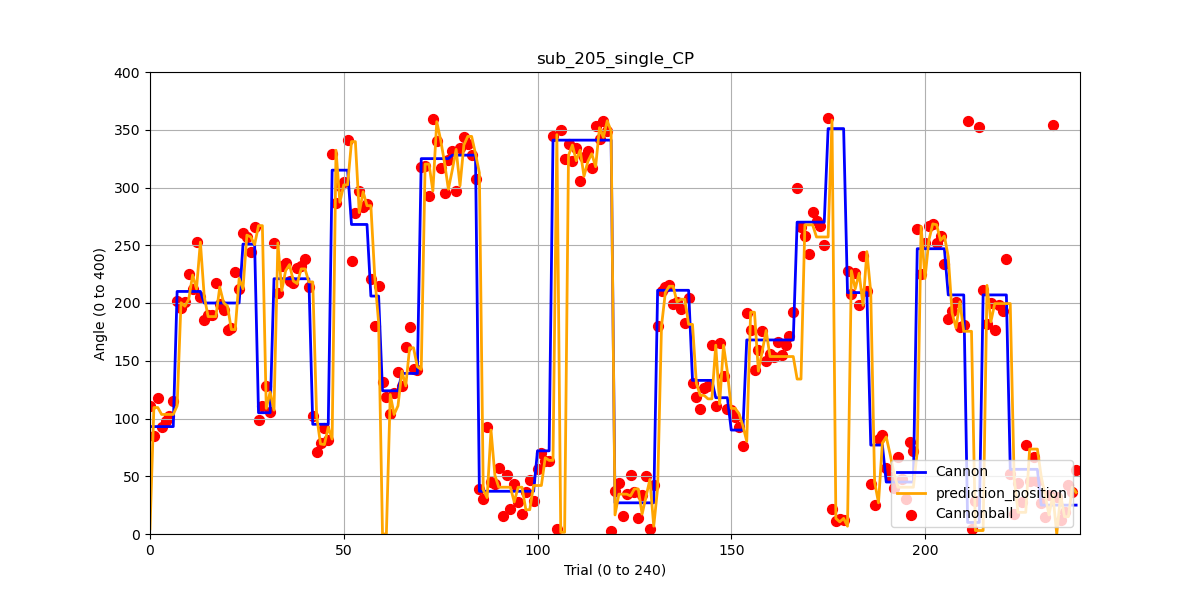 sub_205_single_CP
400
350
300
250
200
150
100
50
0
Angle (0 to 400)
0 50 100 150 200
Trial (0 to 240)
Cannon
prediction_position
Cannonball